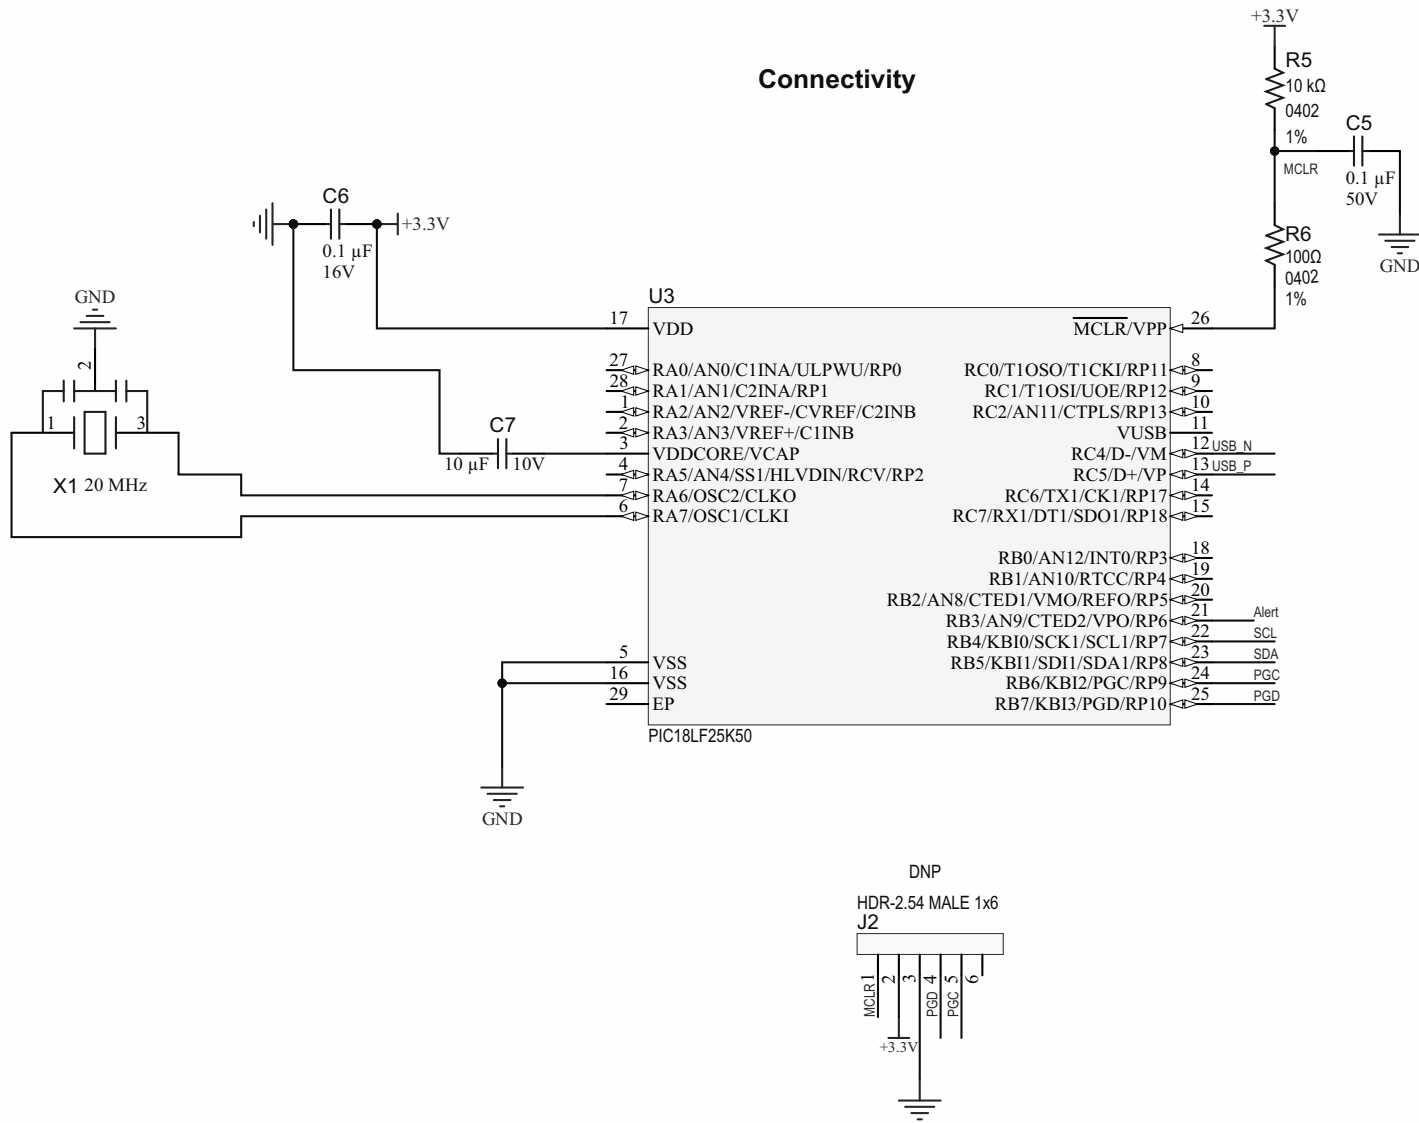 Connectivity
+3.3V
R5
10 kΩ
0402
1%
MCLR
C5
0.1 µF
50V
GND
R6
100Ω
0402
1%
C6
+3.3V
0.1 µF
16V
GND
2
1
3
X1 20 MHz
C7
10 µF
10V
U3
17 VDD
27 RA0/AN0/C1INA/ULPWU/RP0
28 RA1/AN1/C2INA/RP1
1 RA2/AN2/VREF-/CVREF/C2INB
2 RA3/AN3/VREF+/C1INB
3 VDDCORE/VCAP
4 RA5/AN4/SS1/HLVDIN/RCV/RP2
7 RA6/OSC2/CLKO
6 RA7/OSC1/CLKI
5 VSS
16 VSS
29 EP
MCLR/VPP 26
RC0/T1OSO/T1CKI/RP11 8
RC1/T1OSI/UOE/RP12 9
RC2/AN11/CTPLS/RP13 10
VUSB 11
RC4/D-/VM 12 USB_N
RC5/D+/VP 13 USB_P
RC6/TX1/CK1/RP17 14
RC7/RX1/DT1/SDO1/RP18 15
RB0/AN12/INT0/RP3 18
RB1/AN10/RTCC/RP4 19
RB2/AN8/CTED1/VMO/REFO/RP5 20
RB3/AN9/CTED2/VPO/RP6 21 Alert
RB4/KBI0/SCK1/SCL1/RP7 22 SCL
RB5/KBI1/SDI1/SDA1/RP8 23 SDA
RB6/KBI2/PGC/RP9 24 PGC
RB7/KBI3/PGD/RP10 25 PGD
PIC18LF25K50
GND
DNP
HDR-2.54 MALE 1x6
J2
MCLR 1
2
3
PGD 4
PGC 5
6
+3.3V